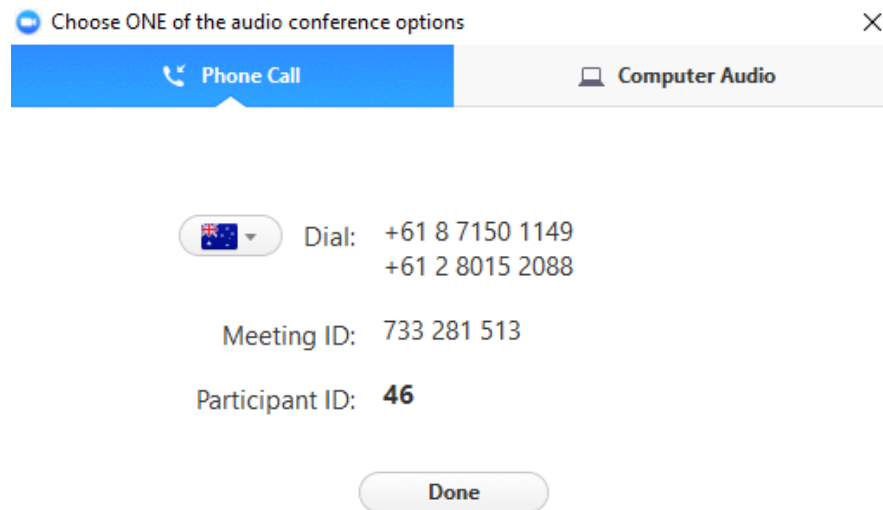 Choose ONE of the audio conference options
Phone Call
Computer Audio
Dial: +61 8 7150 1149
+61 2 8015 2088
Meeting ID: 733 281 513
Participant ID: 46
Done